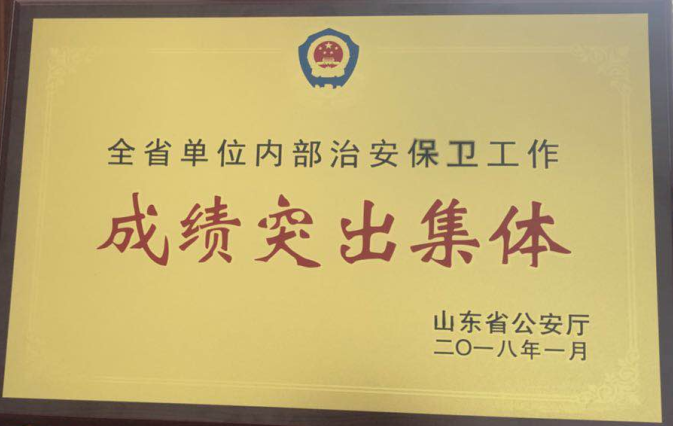 全省单位内部治安保卫工作
成绩突出集体
山东省公安厅
二〇一八年一月